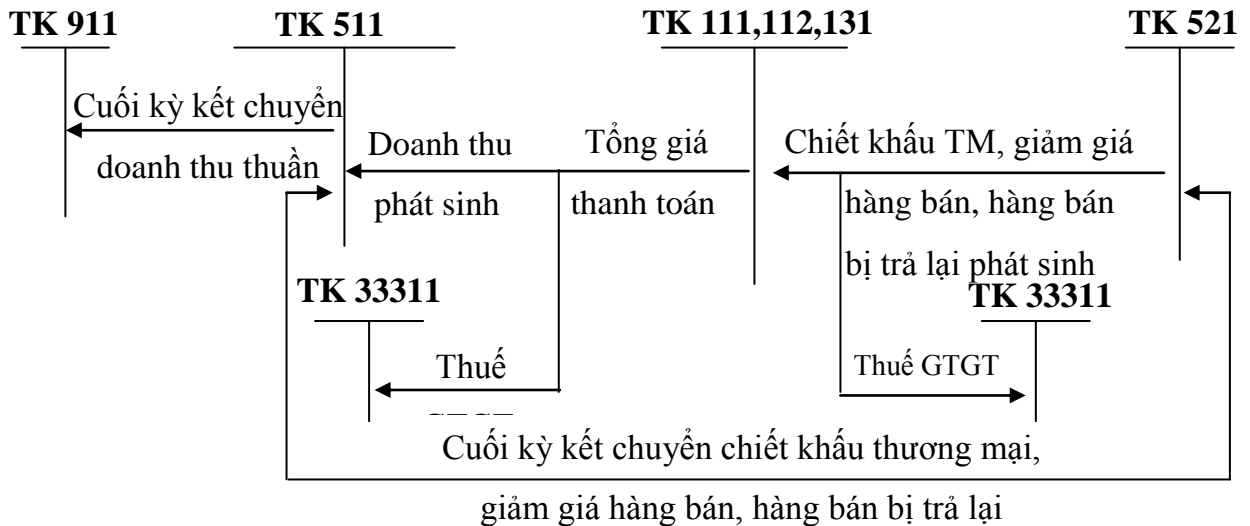 TK 911
TK 511
TK 111,112,131
TK 521
Cuối kỳ kết chuyển
doanh thu thuần
Doanh thu
phát sinh
Tổng giá
thanh toán
Chiết khấu TM, giảm giá
hàng bán, hàng bán
bị trả lại phát sinh
TK 33311
TK 33311
Thuế
Thuế GTGT
Cuối kỳ kết chuyển chiết khấu thương mại,
giảm giá hàng bán, hàng bán bị trả lại